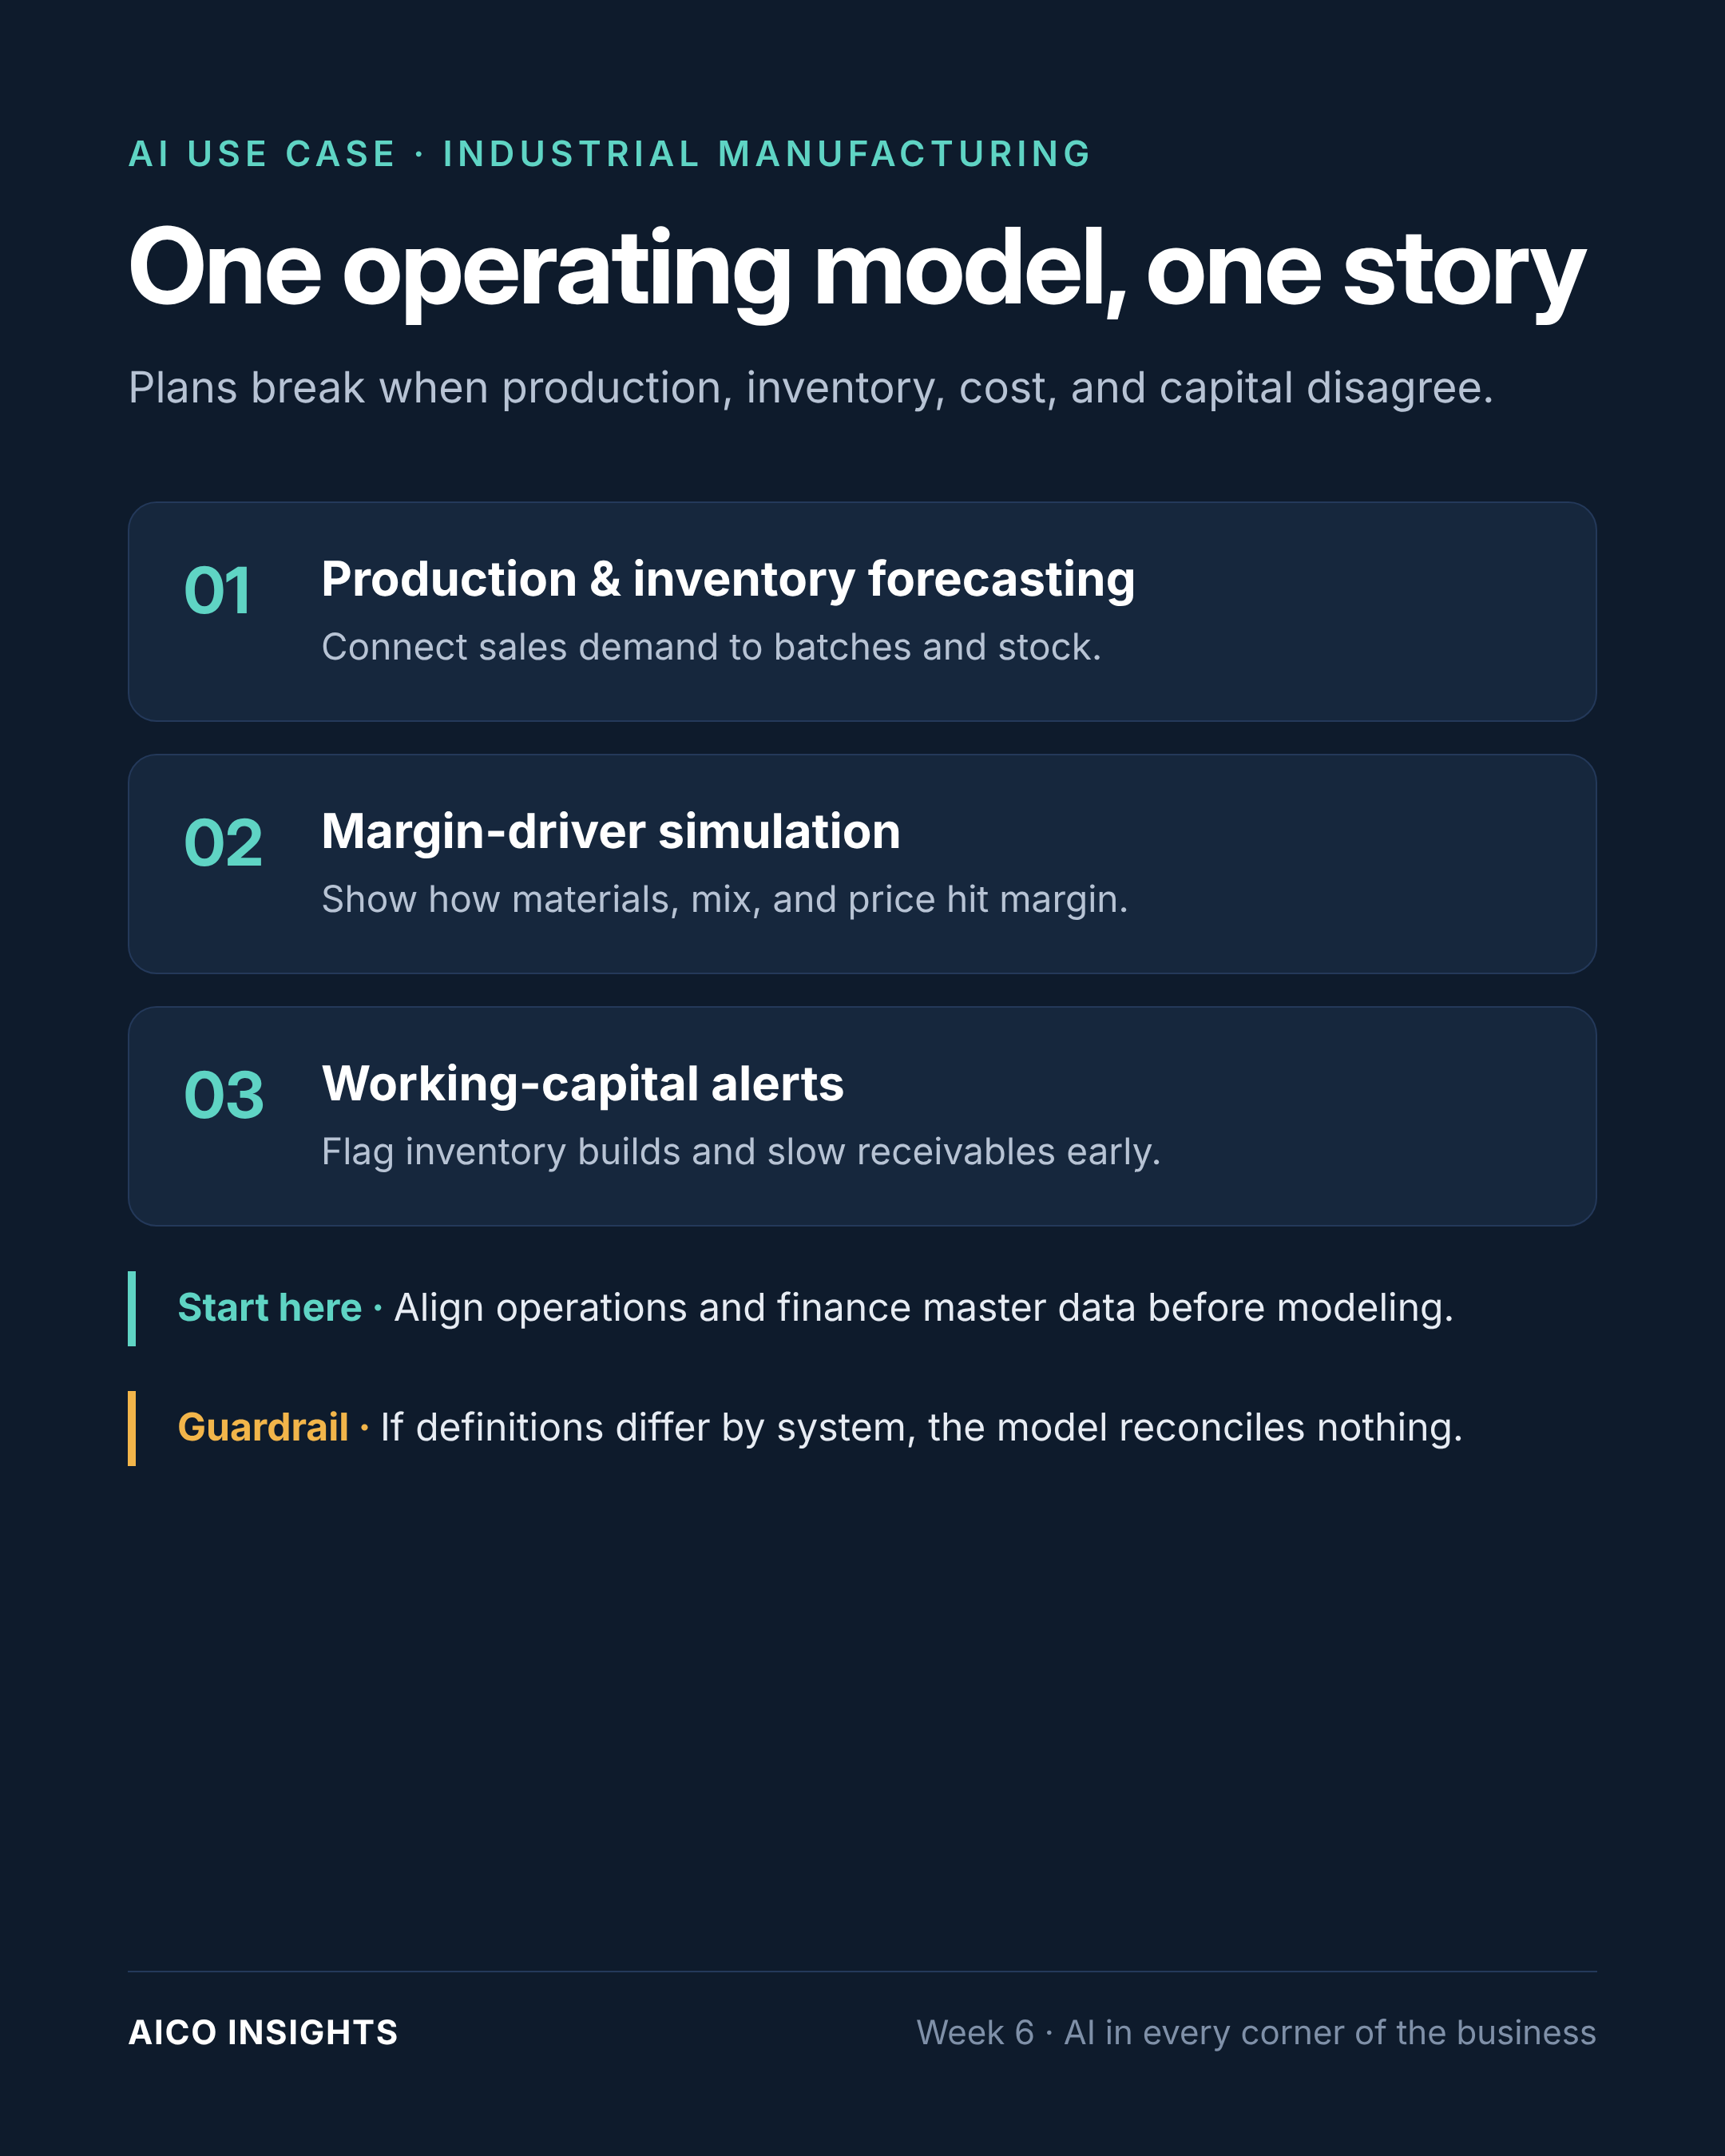 AI USE CASE · INDUSTRIAL MANUFACTURING
One operating model, one story
Plans break when production, inventory, cost, and capital disagree.
01
Production & inventory forecasting
Connect sales demand to batches and stock.
02
Margin-driver simulation
Show how materials, mix, and price hit margin.
03
Working-capital alerts
Flag inventory builds and slow receivables early.
Start here · Align operations and finance master data before modeling.
Guardrail · If definitions differ by system, the model reconciles nothing.
AICO INSIGHTS
Week 6 · AI in every corner of the business